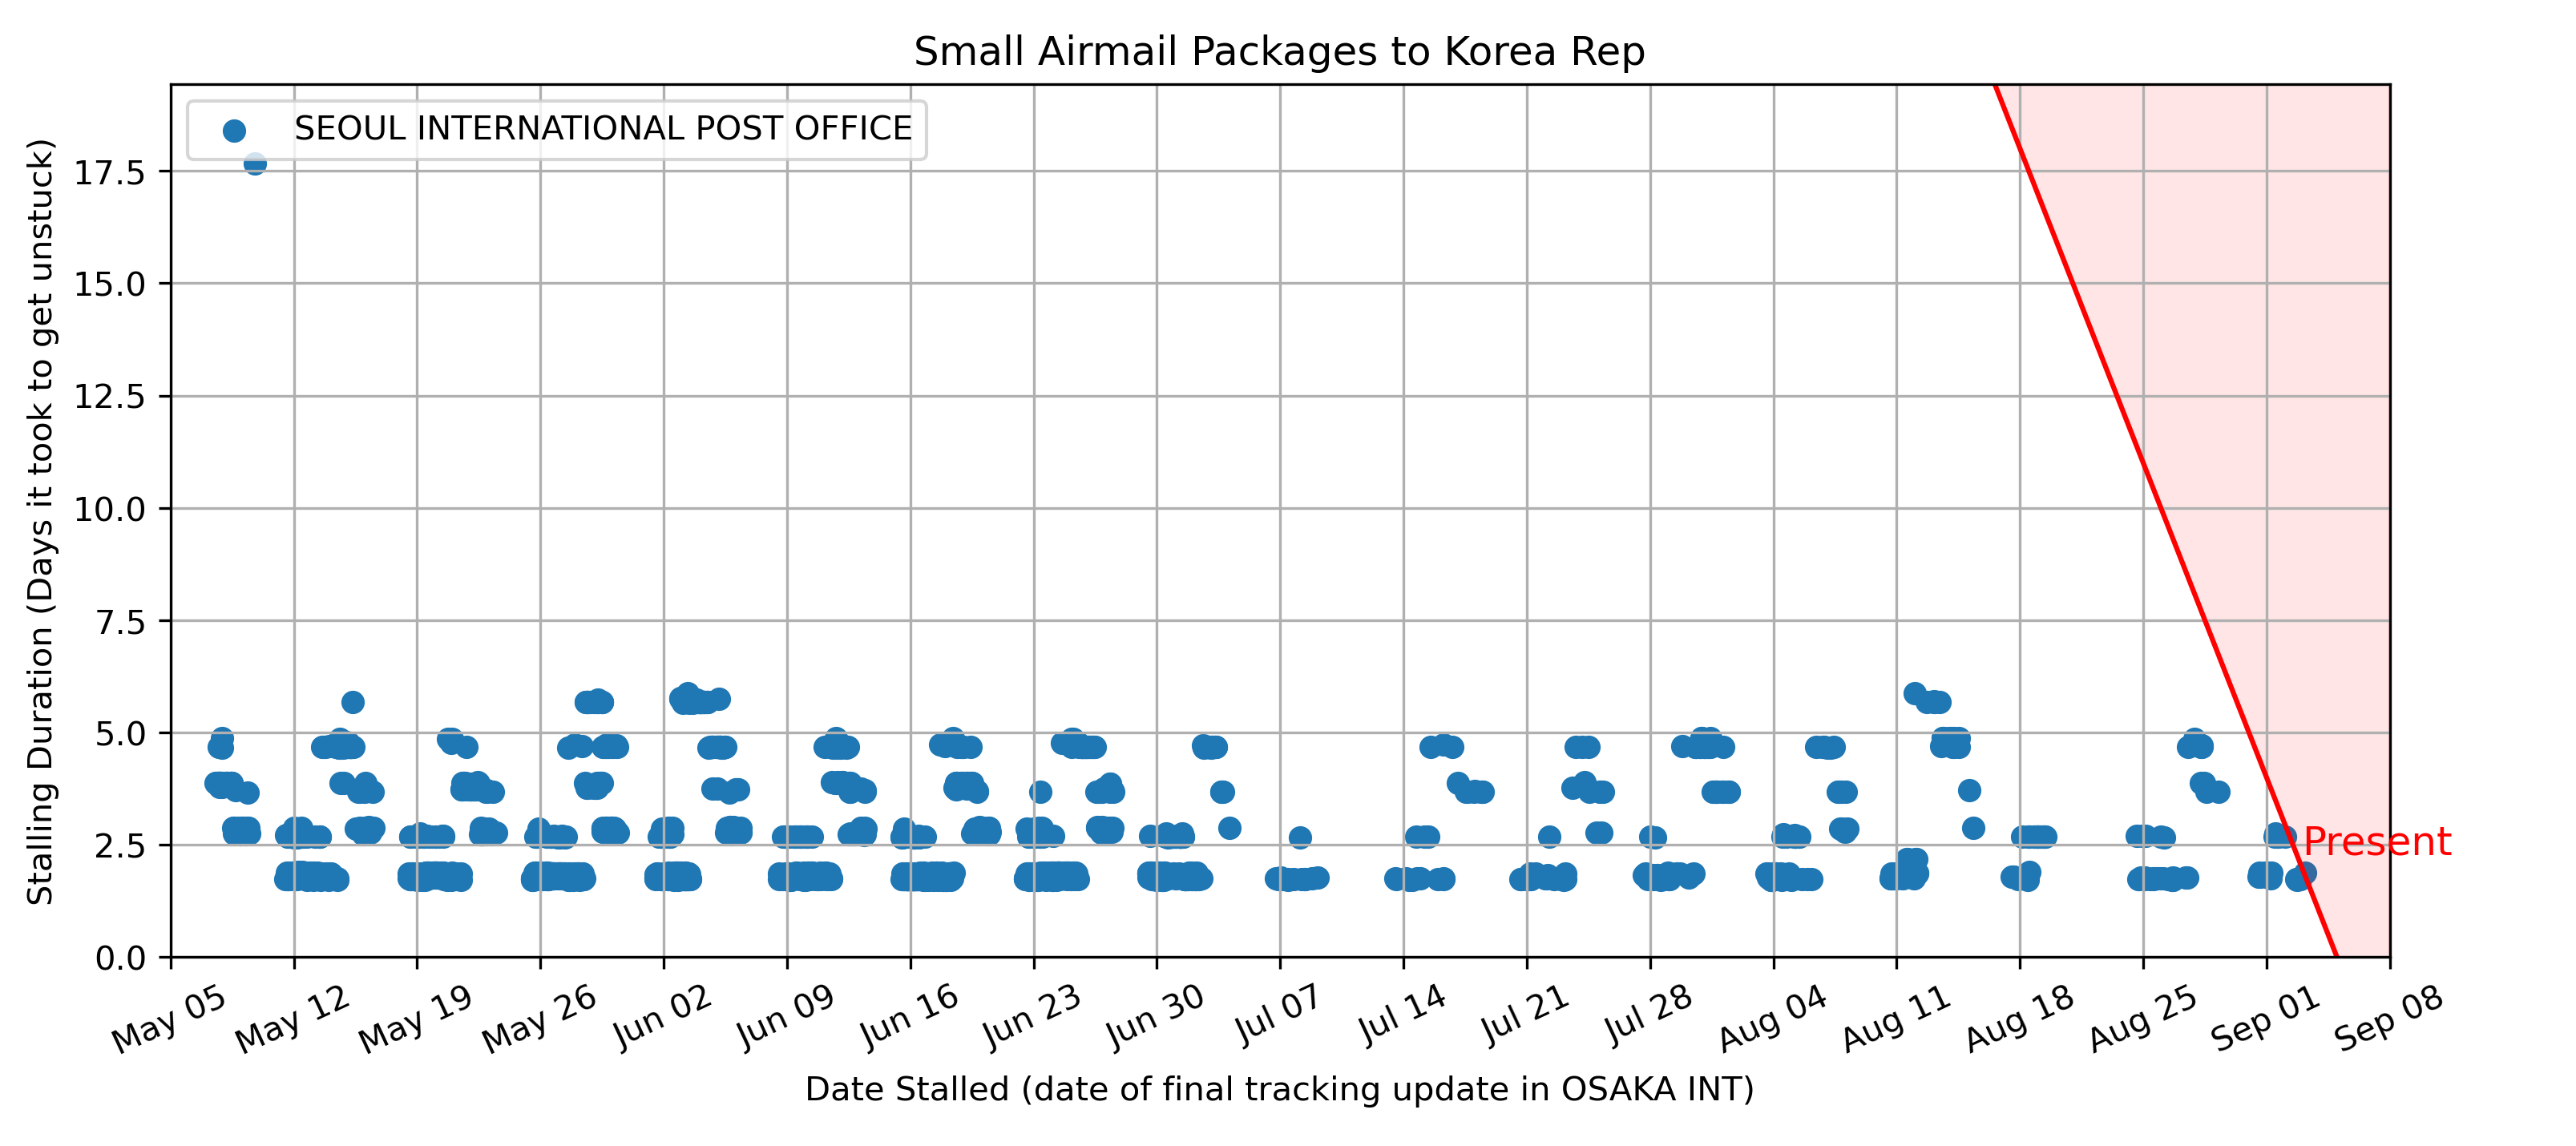 Small Airmail Packages to Korea Rep
SEOUL INTERNATIONAL POST OFFICE
Stalling Duration (Days it took to get unstuck)
17.5
15.0
12.5
10.0
7.5
5.0
2.5
0.0
Present
May 05
May 12
May 19
May 26
Jun 02
Jun 09
Jun 16
Jun 23
Jun 30
Jul 07
Jul 14
Jul 21
Jul 28
Aug 04
Aug 11
Aug 18
Aug 25
Sep 01
Sep 08
Date Stalled (date of final tracking update in OSAKA INT)